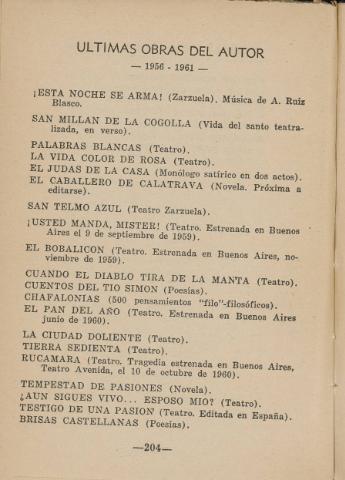 ULTIMAS OBRAS DEL AUTOR
— 1956 - 1961 —
¡ESTA NOCHE SE ARMA! (Zarzuela). Música de A. Ruiz
Blasco.
SAN MILLAN DE LA COGOLLA (Vida del santo teatra-
lizada, en verso).
PALABRAS BLANCAS (Teatro).
LA VIDA COLOR DE ROSA (Teatro).
EL JUDAS DE LA CASA (Monólogo satírico en dos actos).
EL CABALLERO DE CALATRAVA (Novela. Próxima a
editarse).
SAN TELMO AZUL (Teatro Zarzuela).
¡USTED MANDA, MISTER! (Teatro. Estrenada en Buenos
Aires el 9 de septiembre de 1959).
EL BOBALICON (Teatro. Estrenada en Buenos Aires, no-
viembre de 1959).
CUANDO EL DIABLO TIRA DE LA MANTA (Teatro).
CUENTOS DEL TIO SIMON (Poesías).
CHAFALONIAS (500 pensamientos "filo"-filosóficos).
EL PAN DEL AÑO (Teatro. Estrenada en Buenos Aires
junio de 1960).
LA CIUDAD DOLIENTE (Teatro).
TIERRA SEDIENTA (Teatro).
RUCAMARA (Teatro. Tragedia estrenada en Buenos Aires,
Teatro Avenida, el 10 de octubre de 1960).
TEMPESTAD DE PASIONES (Novela).
¿AUN SIGUES VIVO... ESPOSO MIO? (Teatro).
TESTIGO DE UNA PASION (Teatro. Editada en España).
BRISAS CASTELLANAS (Poesías).
—204—